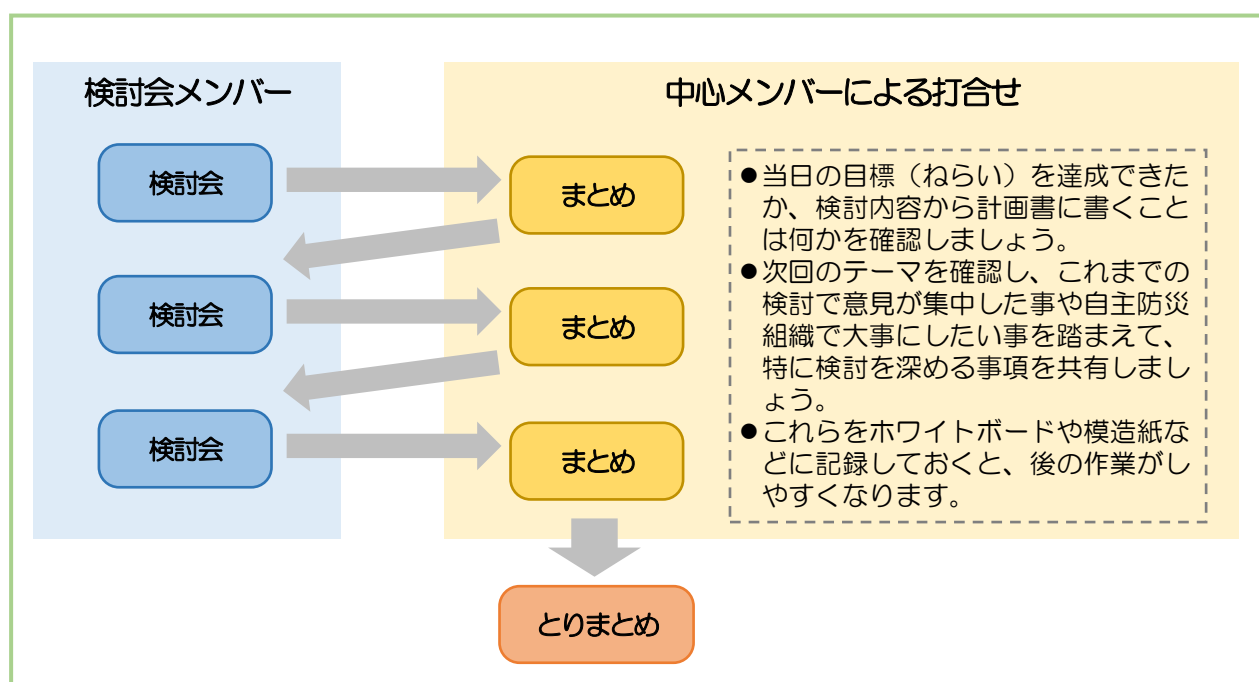 検討会メンバー
中心メンバーによる打合せ
検討会
まとめ
検討会
まとめ
検討会
まとめ
●当日の目標（ねらい）を達成できた
か、検討内容から計画書に書くこと
は何かを確認しましょう。
●次回のテーマを確認し、これまでの
検討で意見が集中した事や自主防災
組織で大事にしたい事を踏まえて、
特に検討を深める事項を共有しまし
ょう。
●これらをホワイトボードや模造紙な
どに記録しておくと、後の作業がし
やすくなります。
とりまとめ